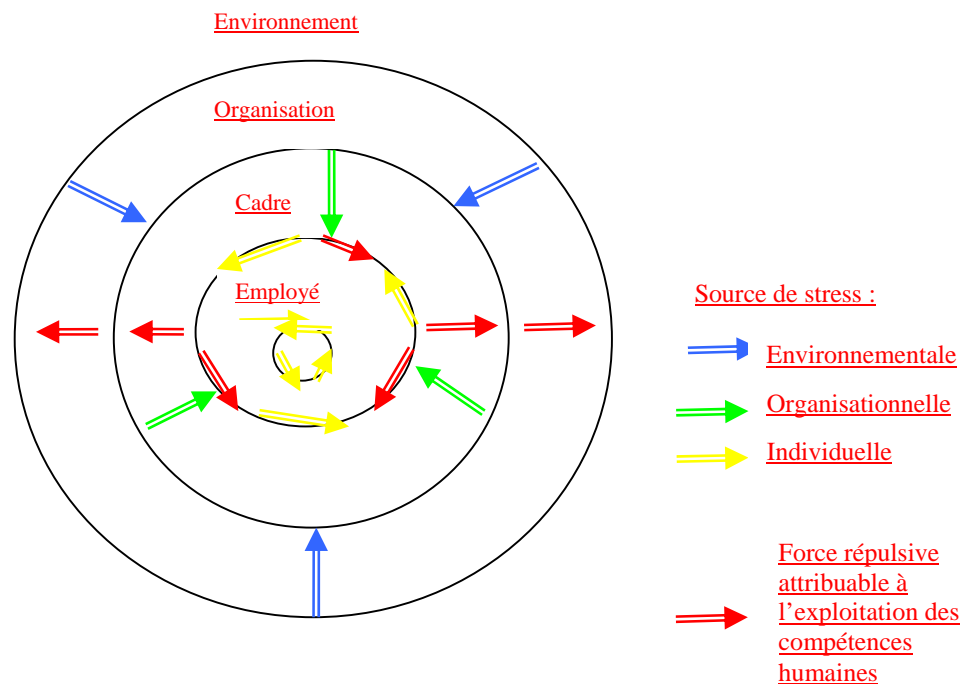 Environnement
Organisation
Cadre
Employé
Source de stress :
Environnementale
Organisationnelle
Individuelle
Force répulsive
attribuable à
l’exploitation des
compétences
humaines